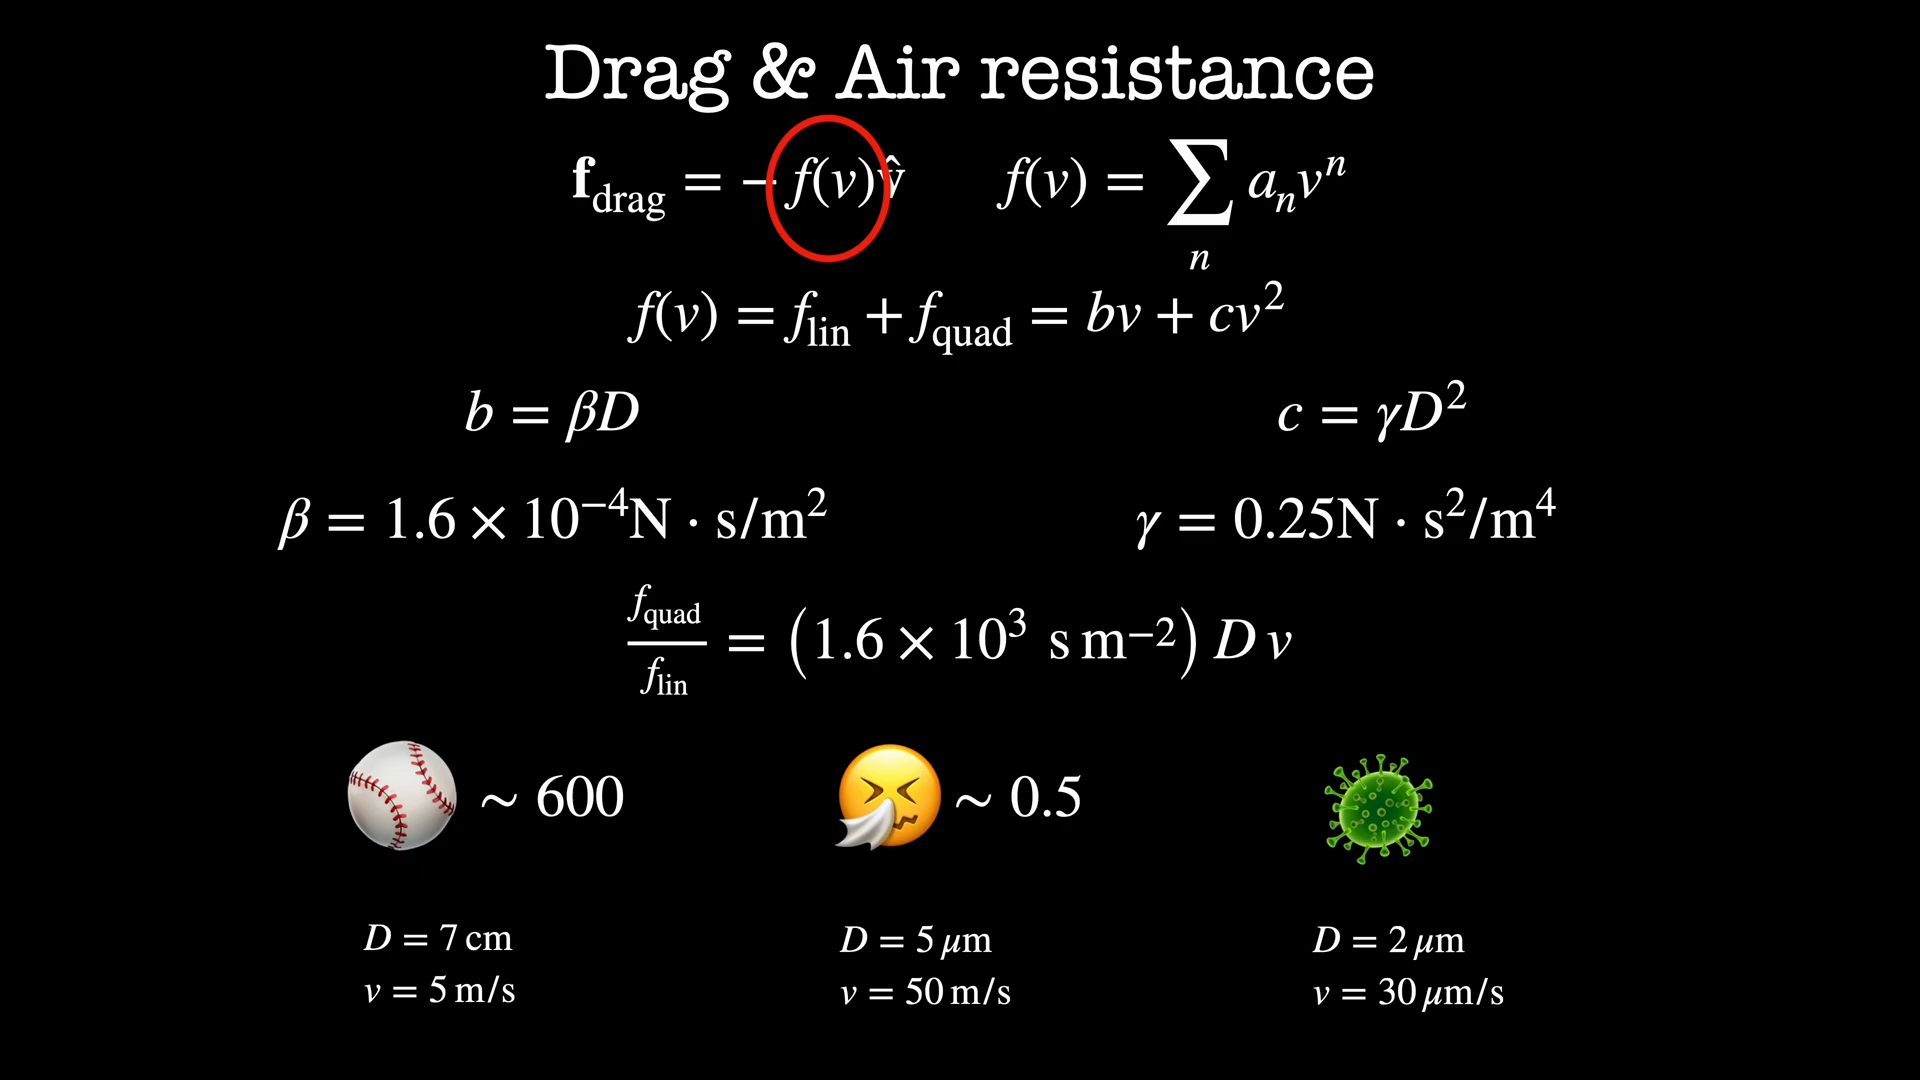 Drag & Air resistance
𝐟_drag = − f(v)v̂    f(v) = ∑_n a_n v^n
f(v) = f_lin + f_quad = bv + cv²
b = βD    c = γD²
β = 1.6 × 10⁻⁴N · s/m²    γ = 0.25N · s²/m⁴
f_quad / f_lin = (1.6 × 10³ s m⁻²) D v
~ 600    ~ 0.5
D = 7 cm    D = 5 μm    D = 2 μm
v = 5 m/s    v = 50 m/s    v = 30 μm/s